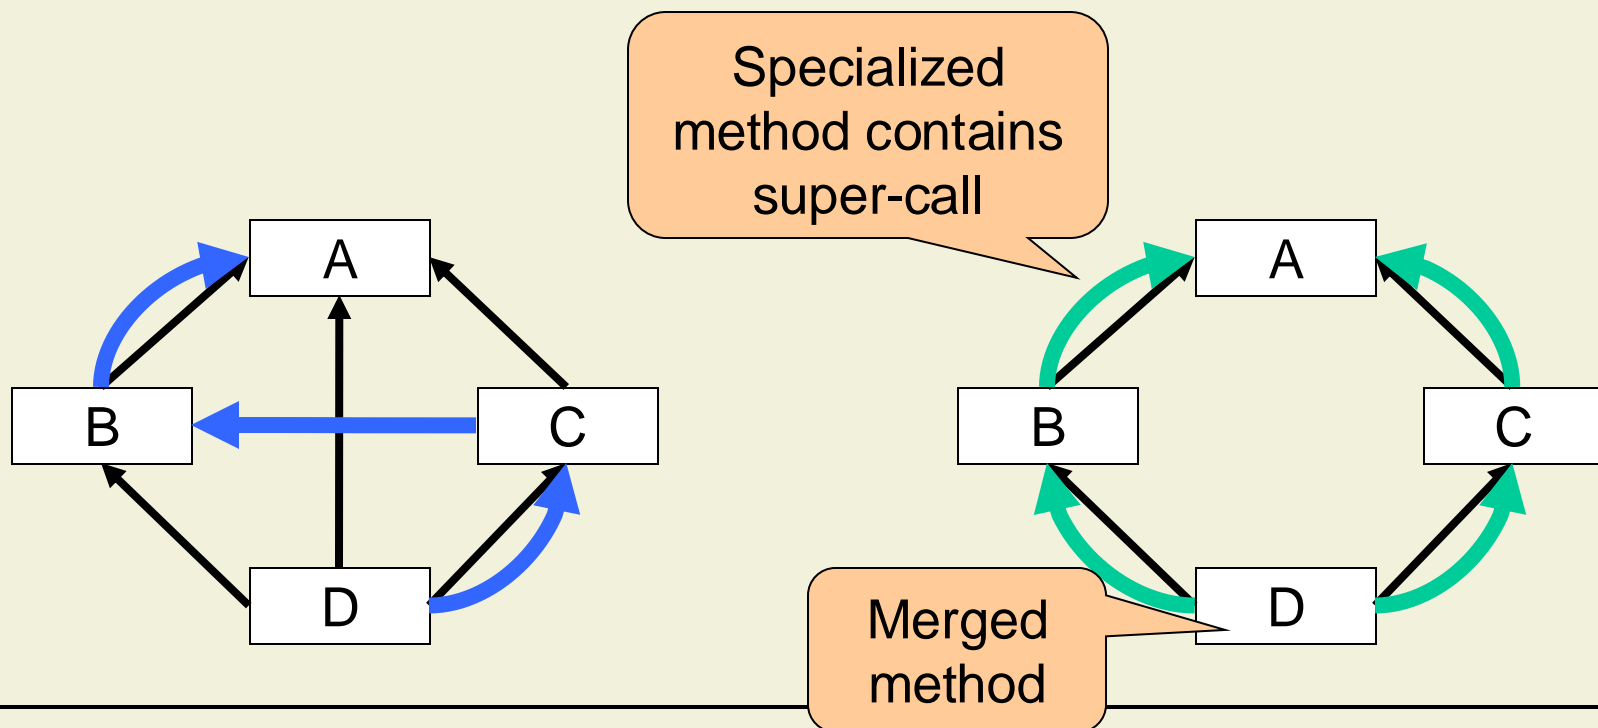 Specialized
method contains
super-call
A
B
C
D
A
B
C
D
Merged
method